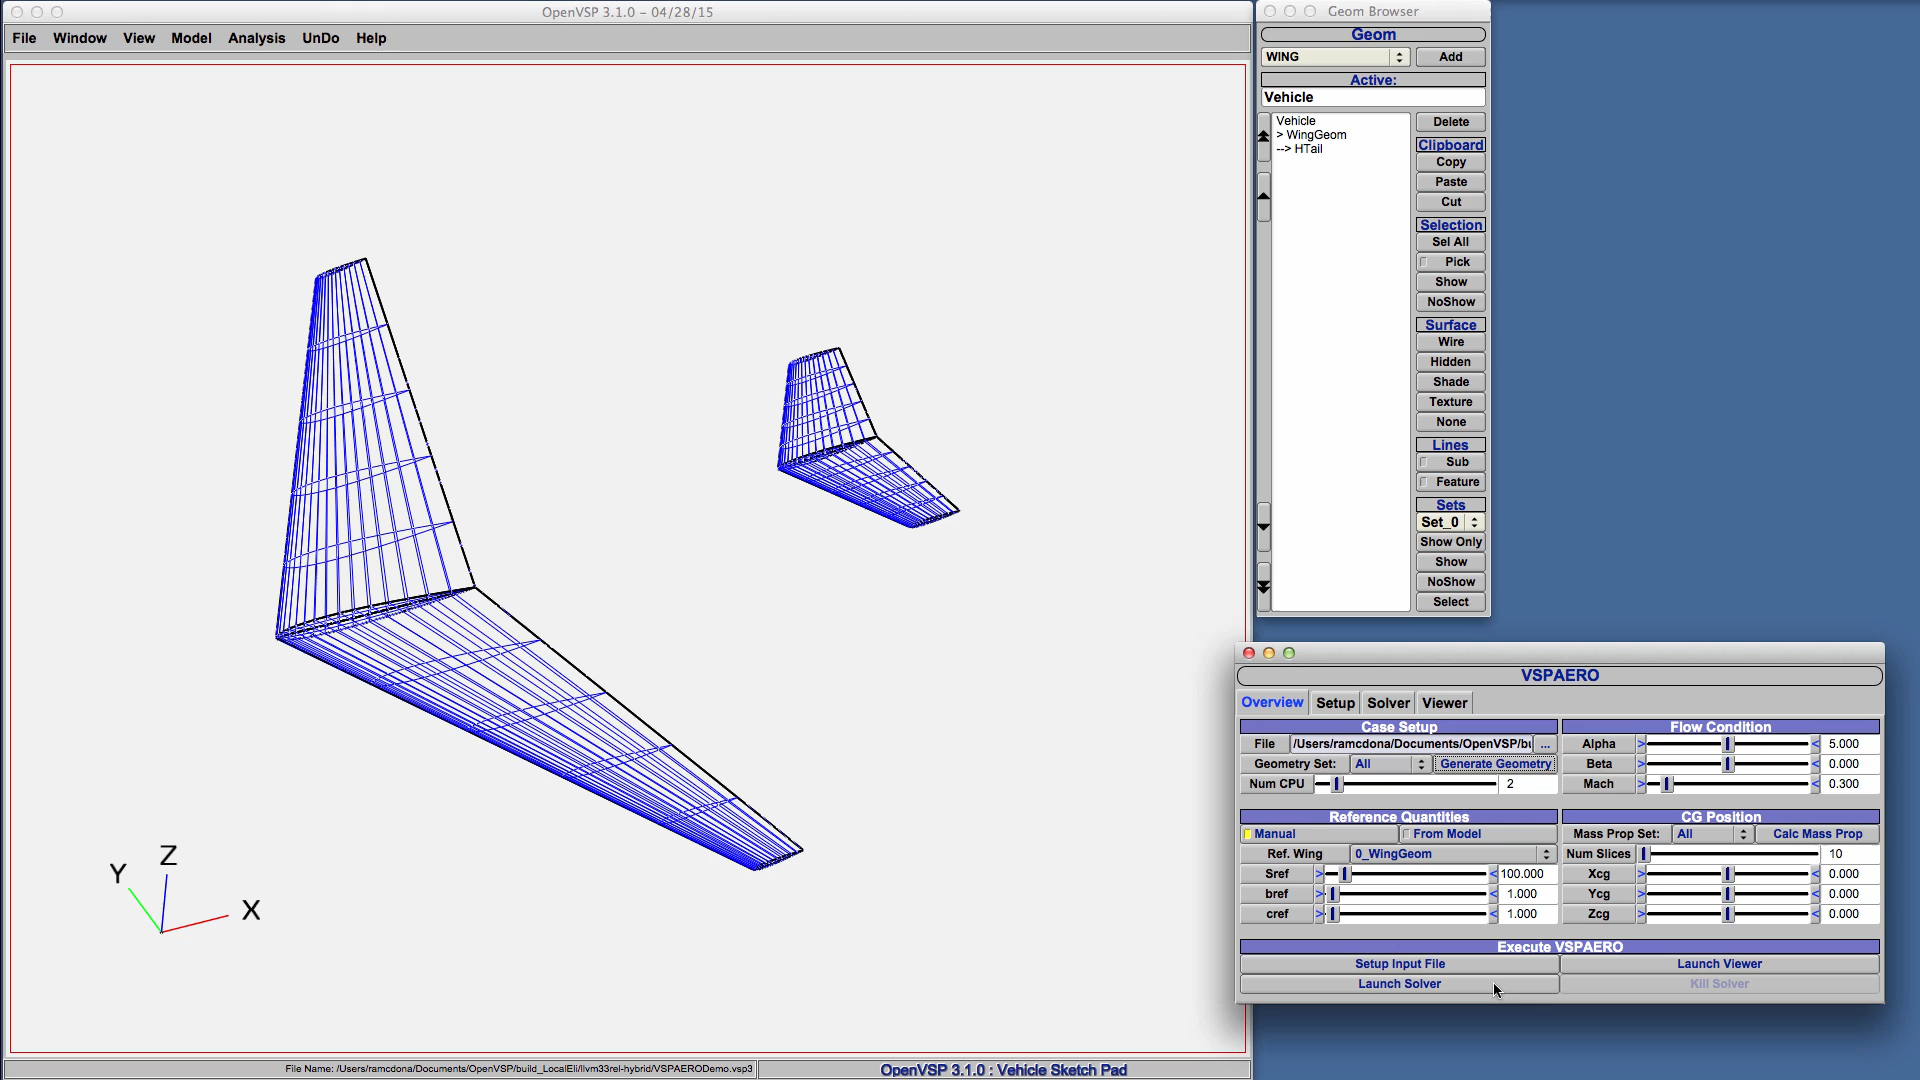 OpenVSP 3.1.0 - 04/28/15
File Window View Model Analysis UnDo Help
Y Z X
File Name: /Users/ramcdona/Documents/OpenVSP/build_LocalEli/llvm33rel-hybrid/VSPAERODemo.vsp3
OpenVSP 3.1.0 : Vehicle Sketch Pad
Geom Browser
Geom
WING Add
Active:
Vehicle
Vehicle
> WingGeom
--> HTail
Delete
Clipboard
Copy
Paste
Cut
Selection
Sel All
Pick
Show
NoShow
Surface
Wire
Hidden
Shade
Texture
None
Lines
Sub
Feature
Sets
Set_0
Show Only
Show
NoShow
Select
VSPAERO
Overview Setup Solver Viewer
Case Setup
File /Users/ramcdona/Documents/OpenVSP/bu ...
Geometry Set: All Generate Geometry
Num CPU 2
Reference Quantities
Manual From Model
Ref. Wing 0_WingGeom
Sref > < 100.000
bref > < 1.000
cref > < 1.000
Flow Condition
Alpha > < 5.000
Beta > < 0.000
Mach > < 0.300
CG Position
Mass Prop Set: All Calc Mass Prop
Num Slices 10
Xcg > < 0.000
Ycg > < 0.000
Zcg > < 0.000
Execute VSPAERO
Setup Input File Launch Viewer
Launch Solver Kill Solver